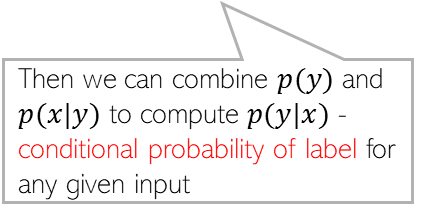 Then we can combine p(y) and
p(x|y) to compute p(y|x) -
conditional probability of label for
any given input